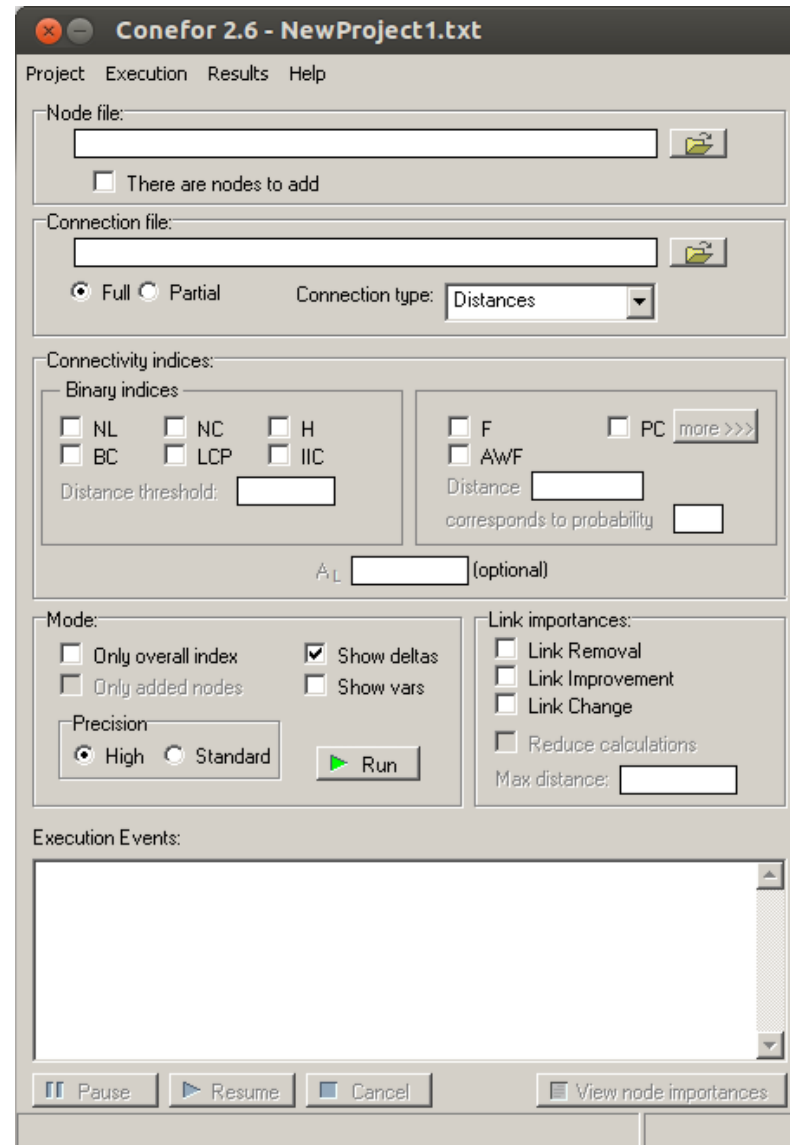 Conefor 2.6 - NewProject1.txt
Project Execution Results Help
Node file:
There are nodes to add
Connection file:
Full Partial Connection type: Distances
Connectivity indices:
Binary indices
NL NC H
BC LCP IIC
Distance threshold:
F PC more >>>
AWF
Distance
corresponds to probability
AL (optional)
Mode:
Only overall index Show deltas
Only added nodes Show vars
Precision
High Standard
Run
Link importances:
Link Removal
Link Improvement
Link Change
Reduce calculations
Max distance:
Execution Events:
Pause Resume Cancel View node importances